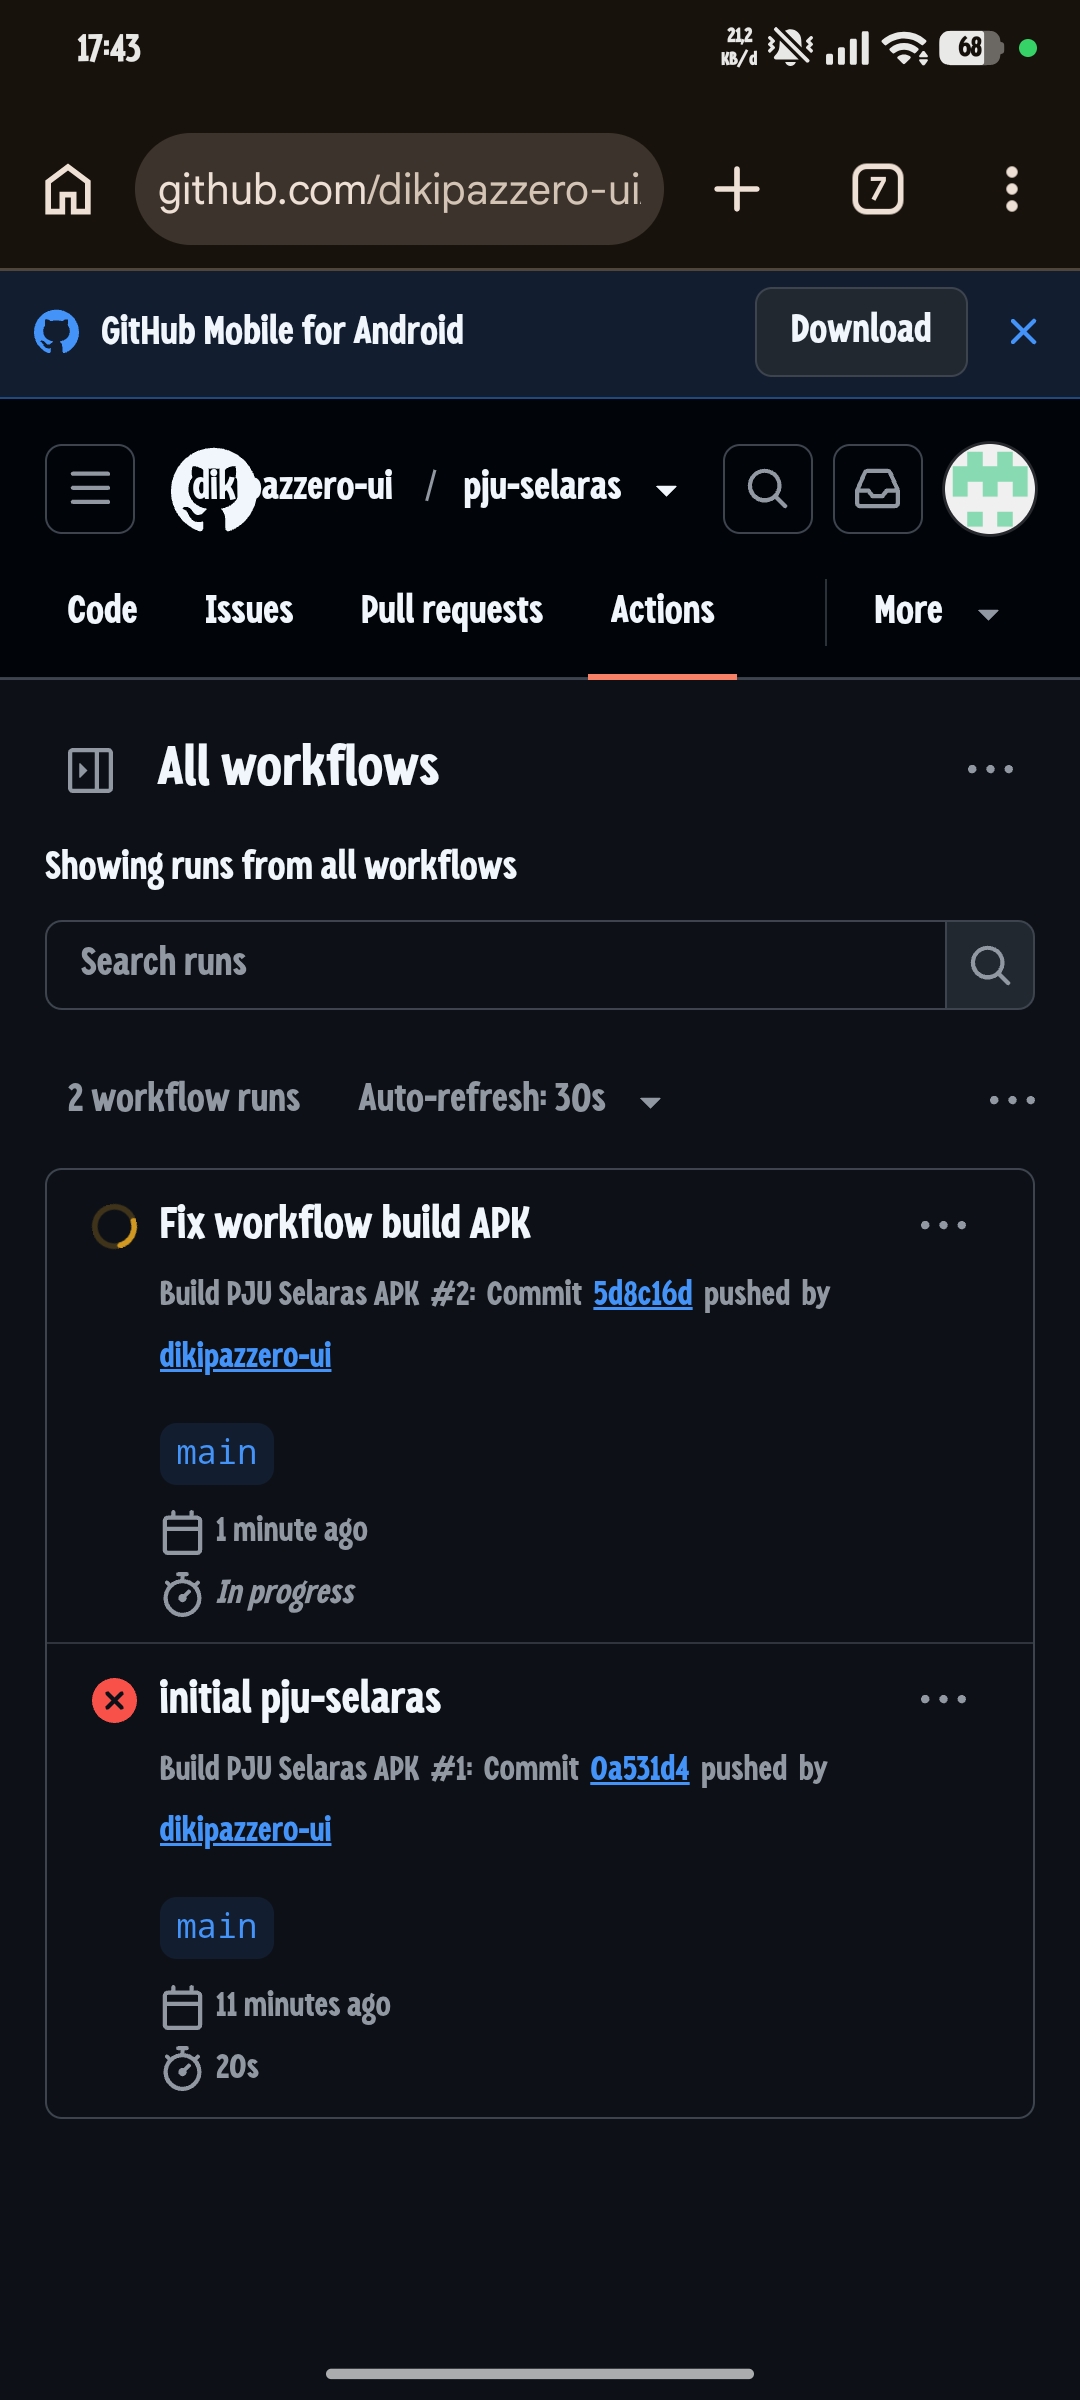 17:43
21,2
KB/d
68
github.com/dikipazzero-ui
7
GitHub Mobile for Android
Download
dikipazzero-ui / pju-selaras
Code
Issues
Pull requests
Actions
More
All workflows
Showing runs from all workflows
Search runs
2 workflow runs
Auto-refresh: 30s
Fix workflow build APK
Build PJU Selaras APK #2: Commit 5d8c16d pushed by
dikipazzero-ui
main
1 minute ago
In progress
initial pju-selaras
Build PJU Selaras APK #1: Commit 0a531d4 pushed by
dikipazzero-ui
main
11 minutes ago
20s